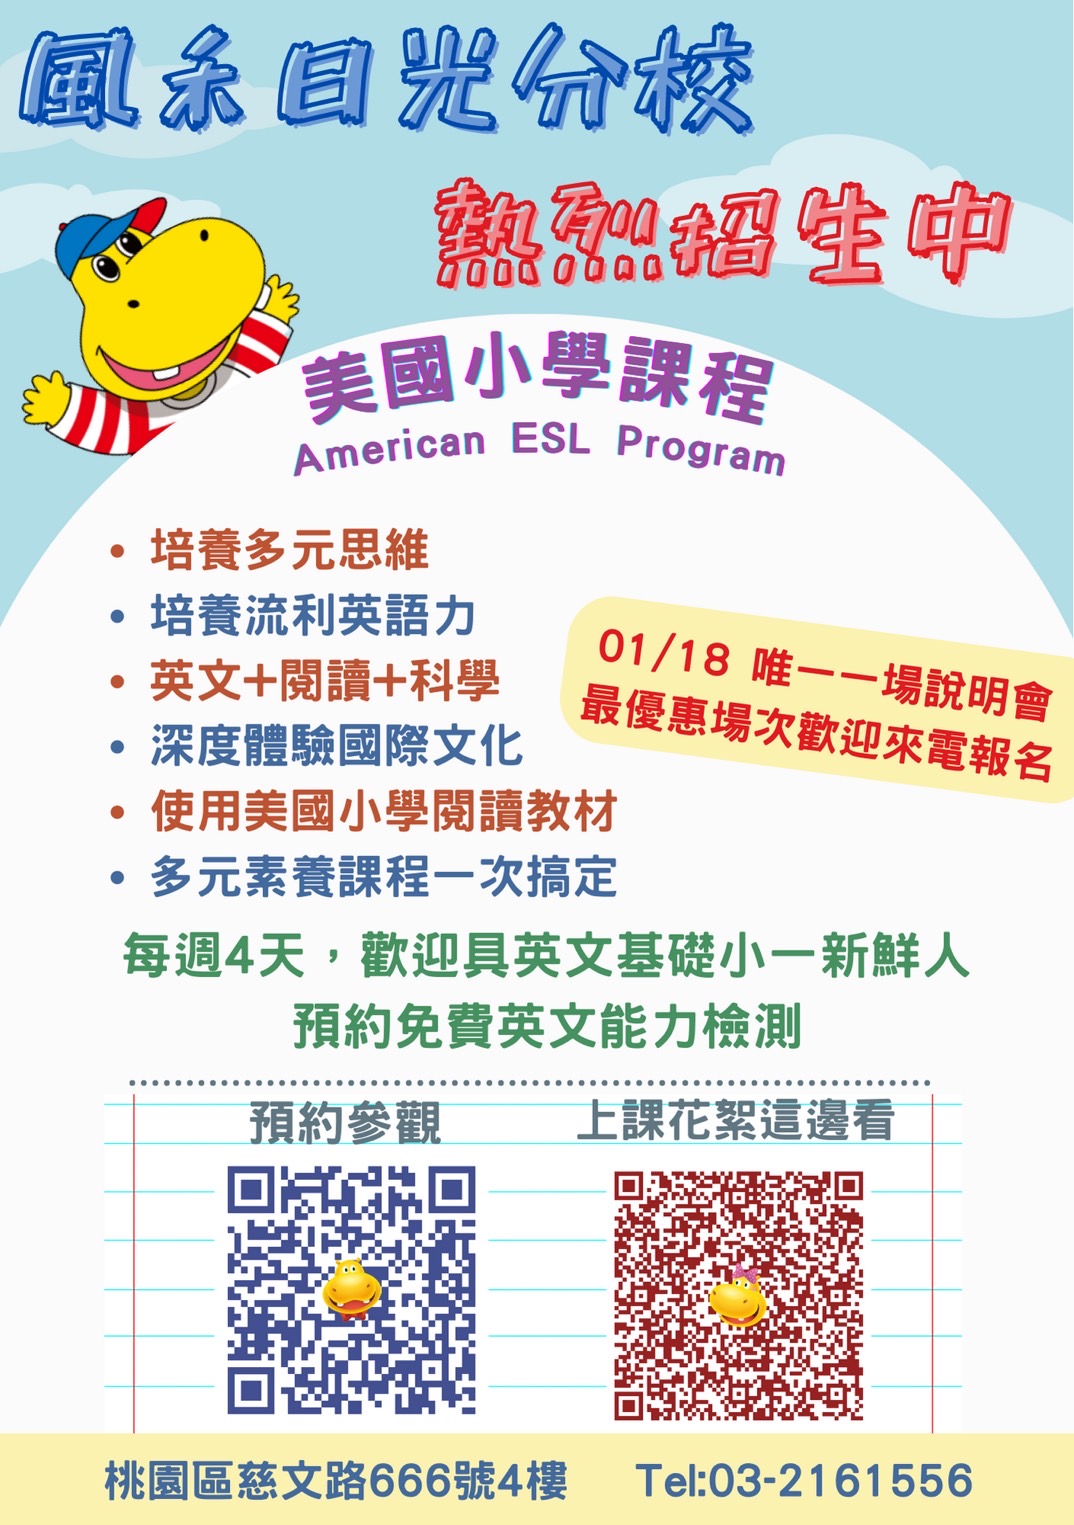 風禾日光分校
熱烈招生中
美國小學課程
American ESL Program
• 培養多元思維
• 培養流利英語力
• 英文+閱讀+科學
• 深度體驗國際文化
• 使用美國小學閱讀教材
• 多元素養課程一次搞定
01/18 唯一一場說明會
最優惠場次歡迎來電報名
每週4天，歡迎具英文基礎小一新鮮人
預約免費英文能力檢測
預約參觀
上課花絮這邊看
桃園區慈文路666號4樓
Tel:03-2161556